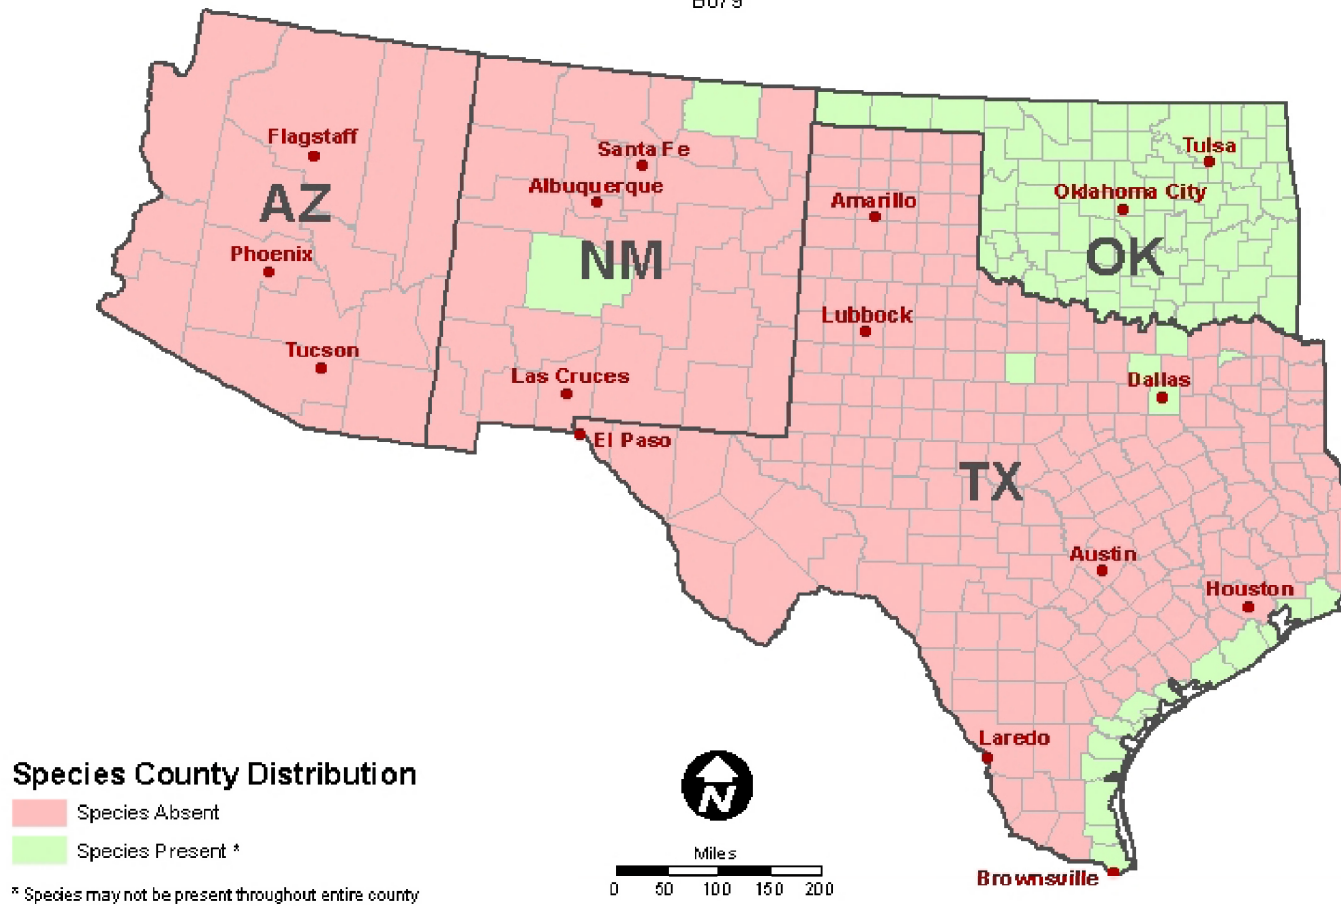 B079
Flagstaff
AZ
Phoenix
Tucson
Santa Fe
Albuquerque
NM
Las Cruces
El Paso
Amarillo
Lubbock
Tulsa
Oklahoma City
OK
Dallas
TX
Austin
Houston
Laredo
Brownsville
Species County Distribution
Species Absent
Species Present *
* Species may not be present throughout entire county
N
Miles
0 50 100 150 200